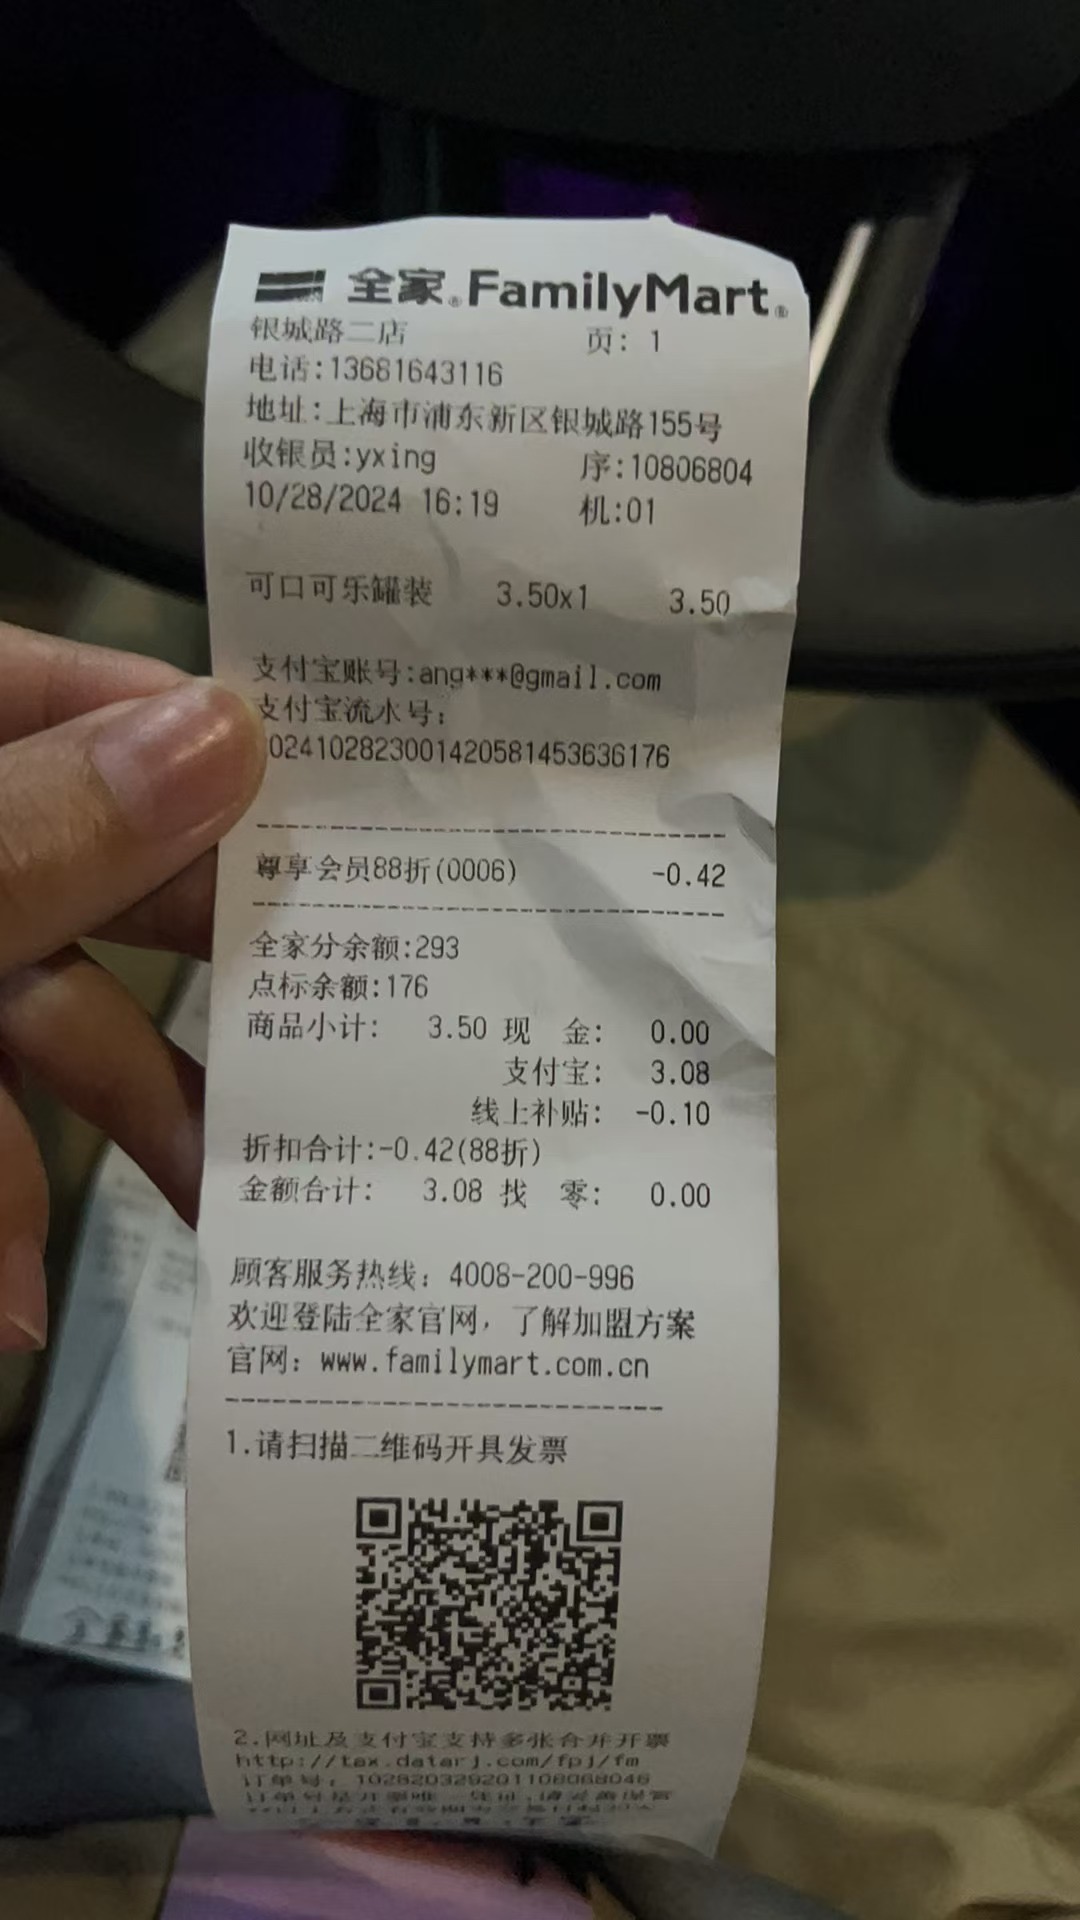 全家® FamilyMart®
银城路二店 页: 1
电话:13681643116
地址:上海市浦东新区银城路155号
收银员:yxing 序:10806804
10/28/2024 16:19 机:01
可口可乐罐装 3.50x1 3.50
支付宝账号:ang***@gmail.com
支付宝流水号:
024102823001420581453636176
尊享会员88折(0006) -0.42
全家分余额:293
点标余额:176
商品小计: 3.50 现 金: 0.00
支付宝: 3.08
线上补贴: -0.10
折扣合计:-0.42(88折)
金额合计: 3.08 找 零: 0.00
顾客服务热线: 4008-200-996
欢迎登陆全家官网, 了解加盟方案
官网: www.familymart.com.cn
1.请扫描二维码开具发票
2.网址及支付宝支持多张合并开票
http://tax.datarj.com/fpj/fm
订单号: 102820329201108068046